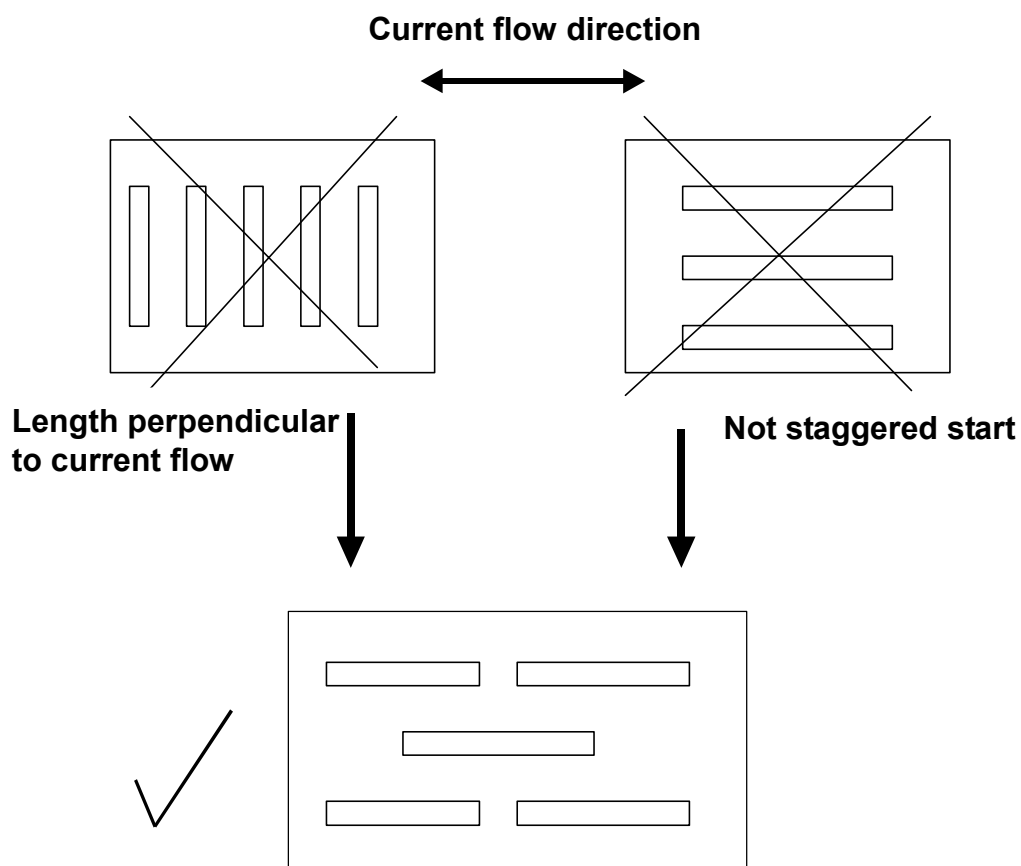 Current flow direction
Length perpendicular
to current flow
Not staggered start